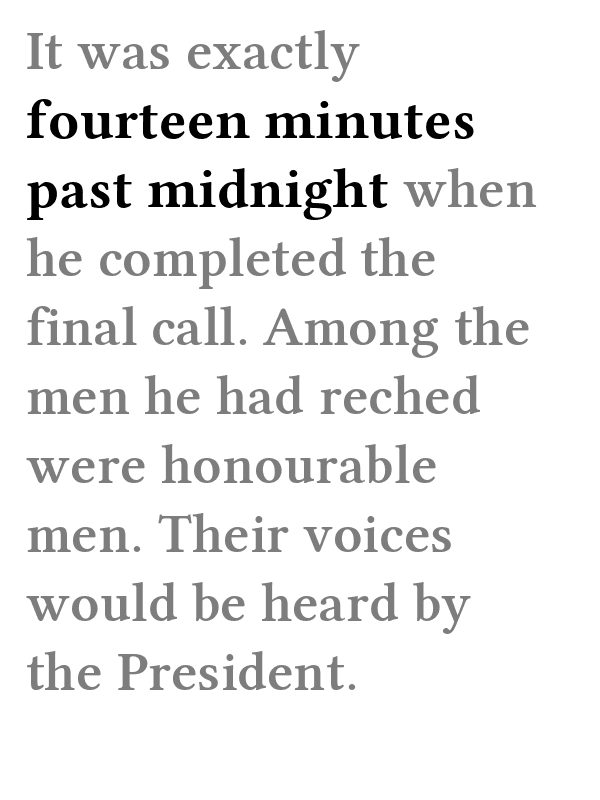 It was exactly
fourteen minutes
past midnight when
he completed the
final call. Among the
men he had reched
were honourable
men. Their voices
would be heard by
the President.